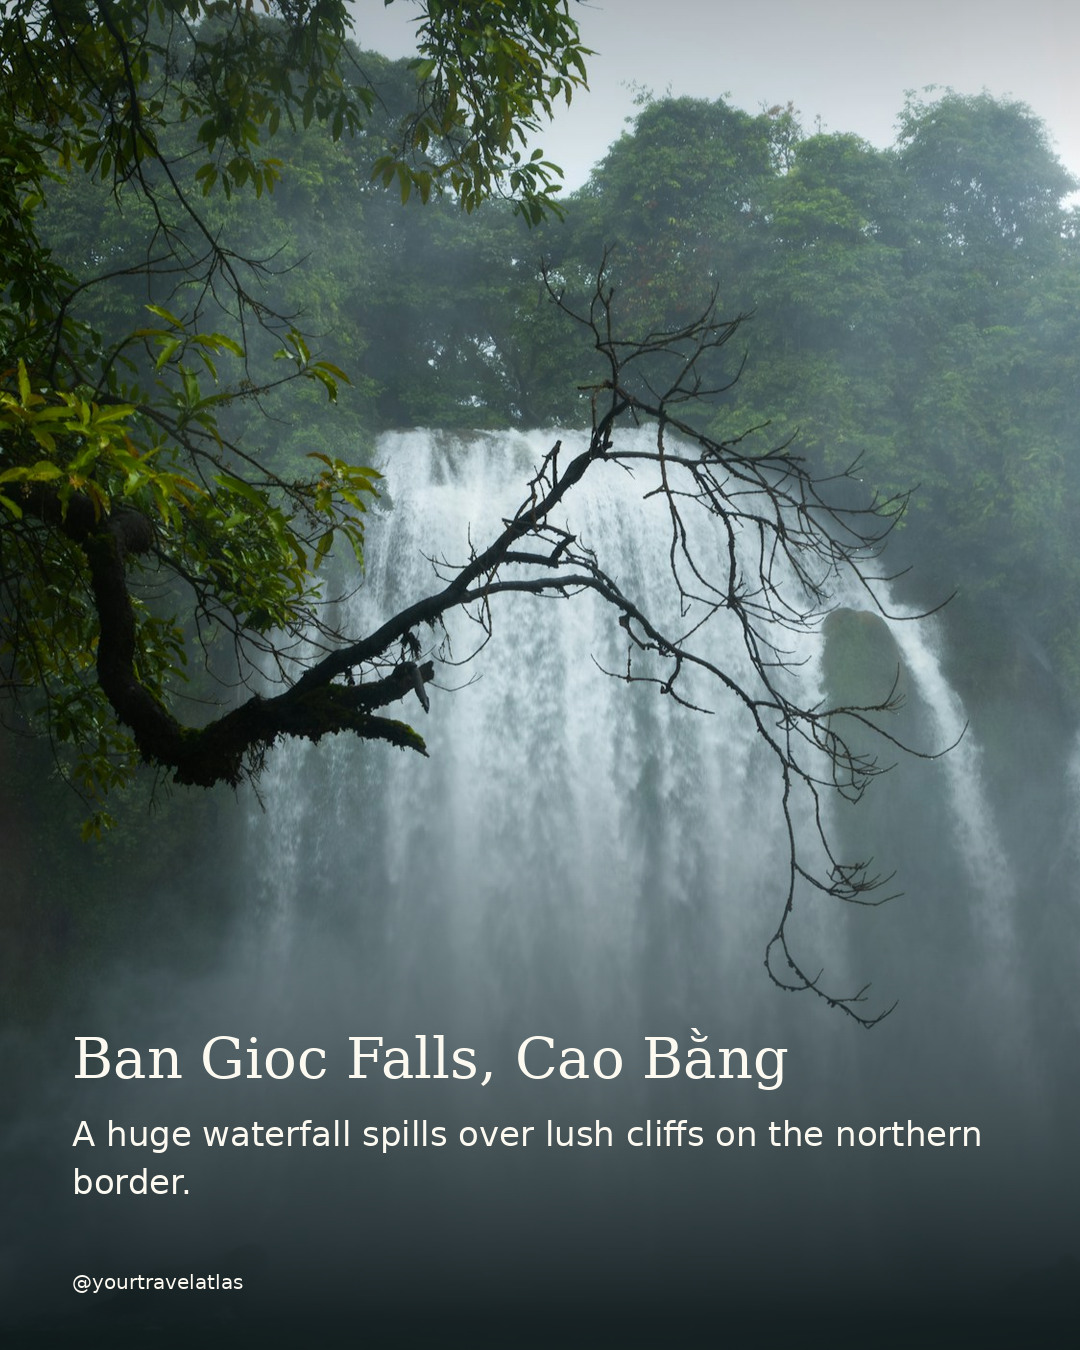 Ban Gioc Falls, Cao Bằng
A huge waterfall spills over lush cliffs on the northern
border.
@yourtravelatlas